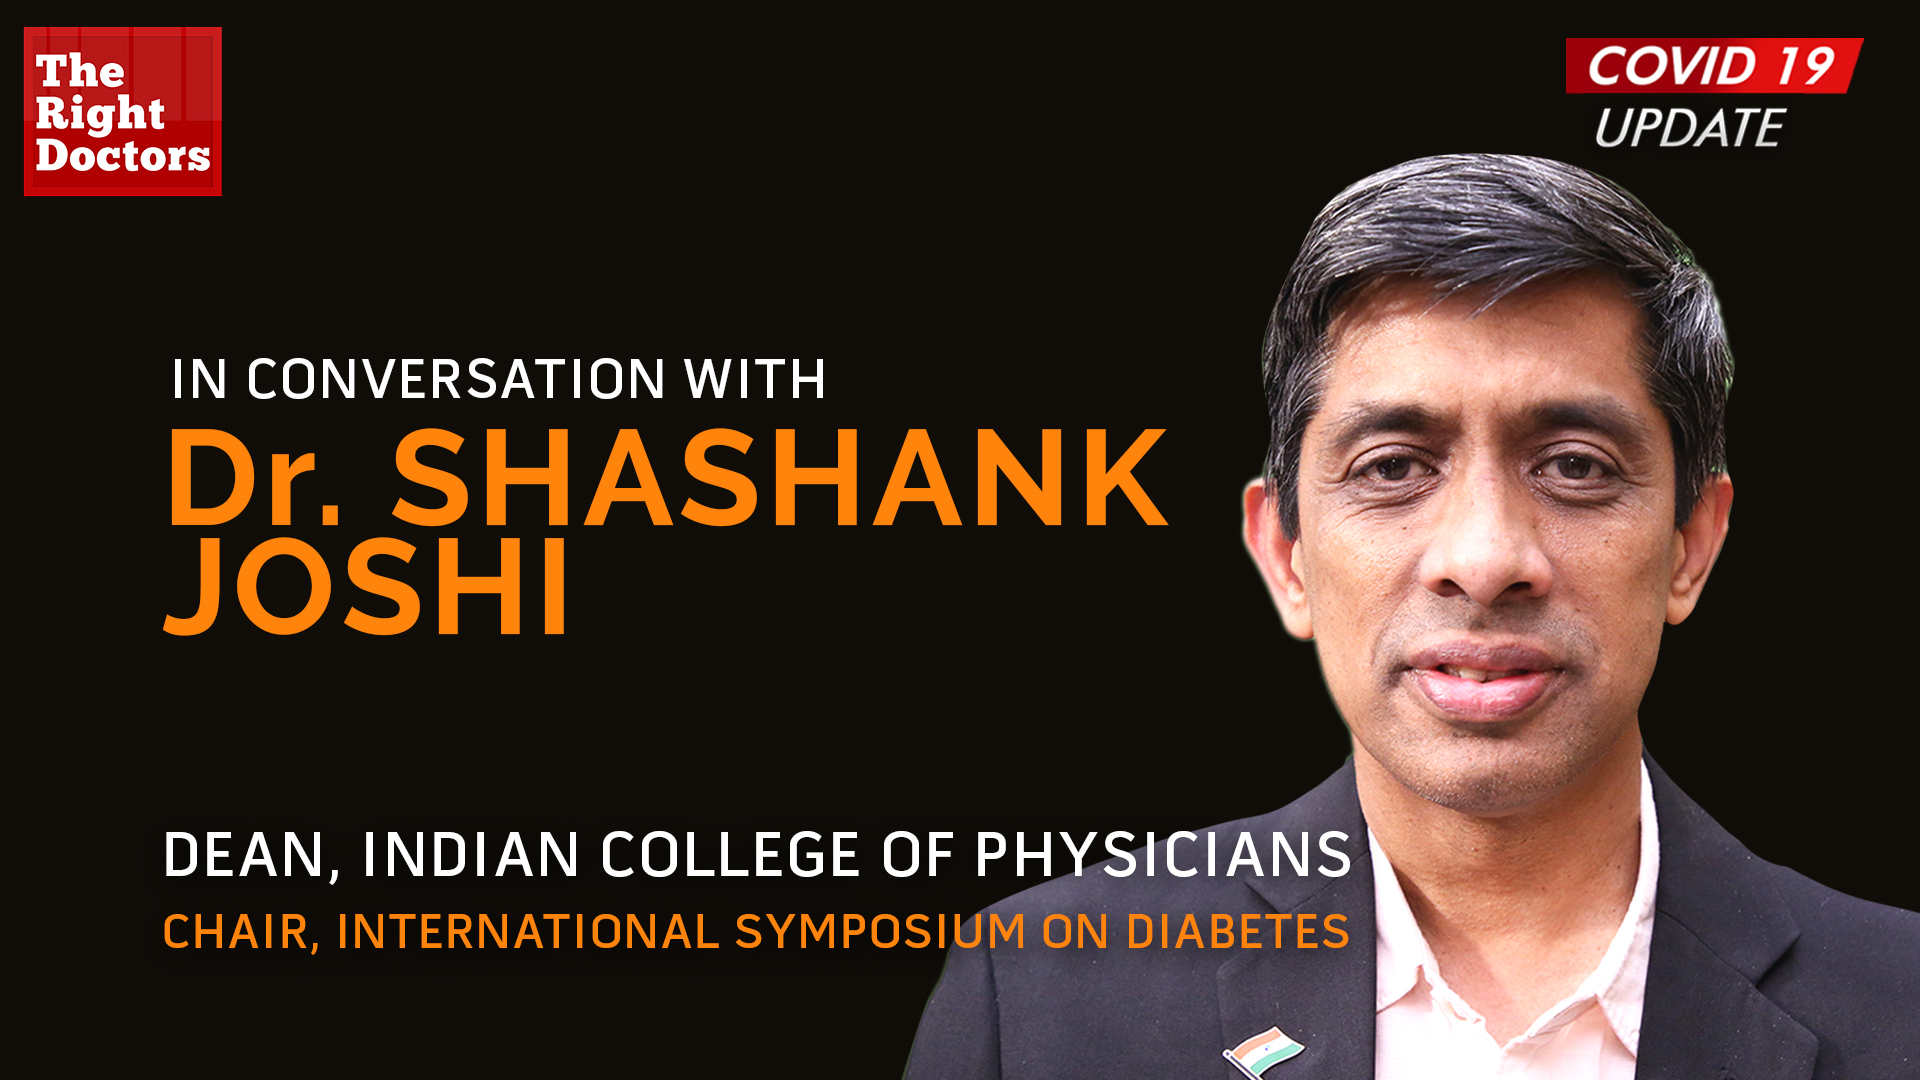 The
Right
Doctors
COVID 19
UPDATE
IN CONVERSATION WITH
Dr. SHASHANK
JOSHI
DEAN, INDIAN COLLEGE OF PHYSICIANS
CHAIR, INTERNATIONAL SYMPOSIUM ON DIABETES